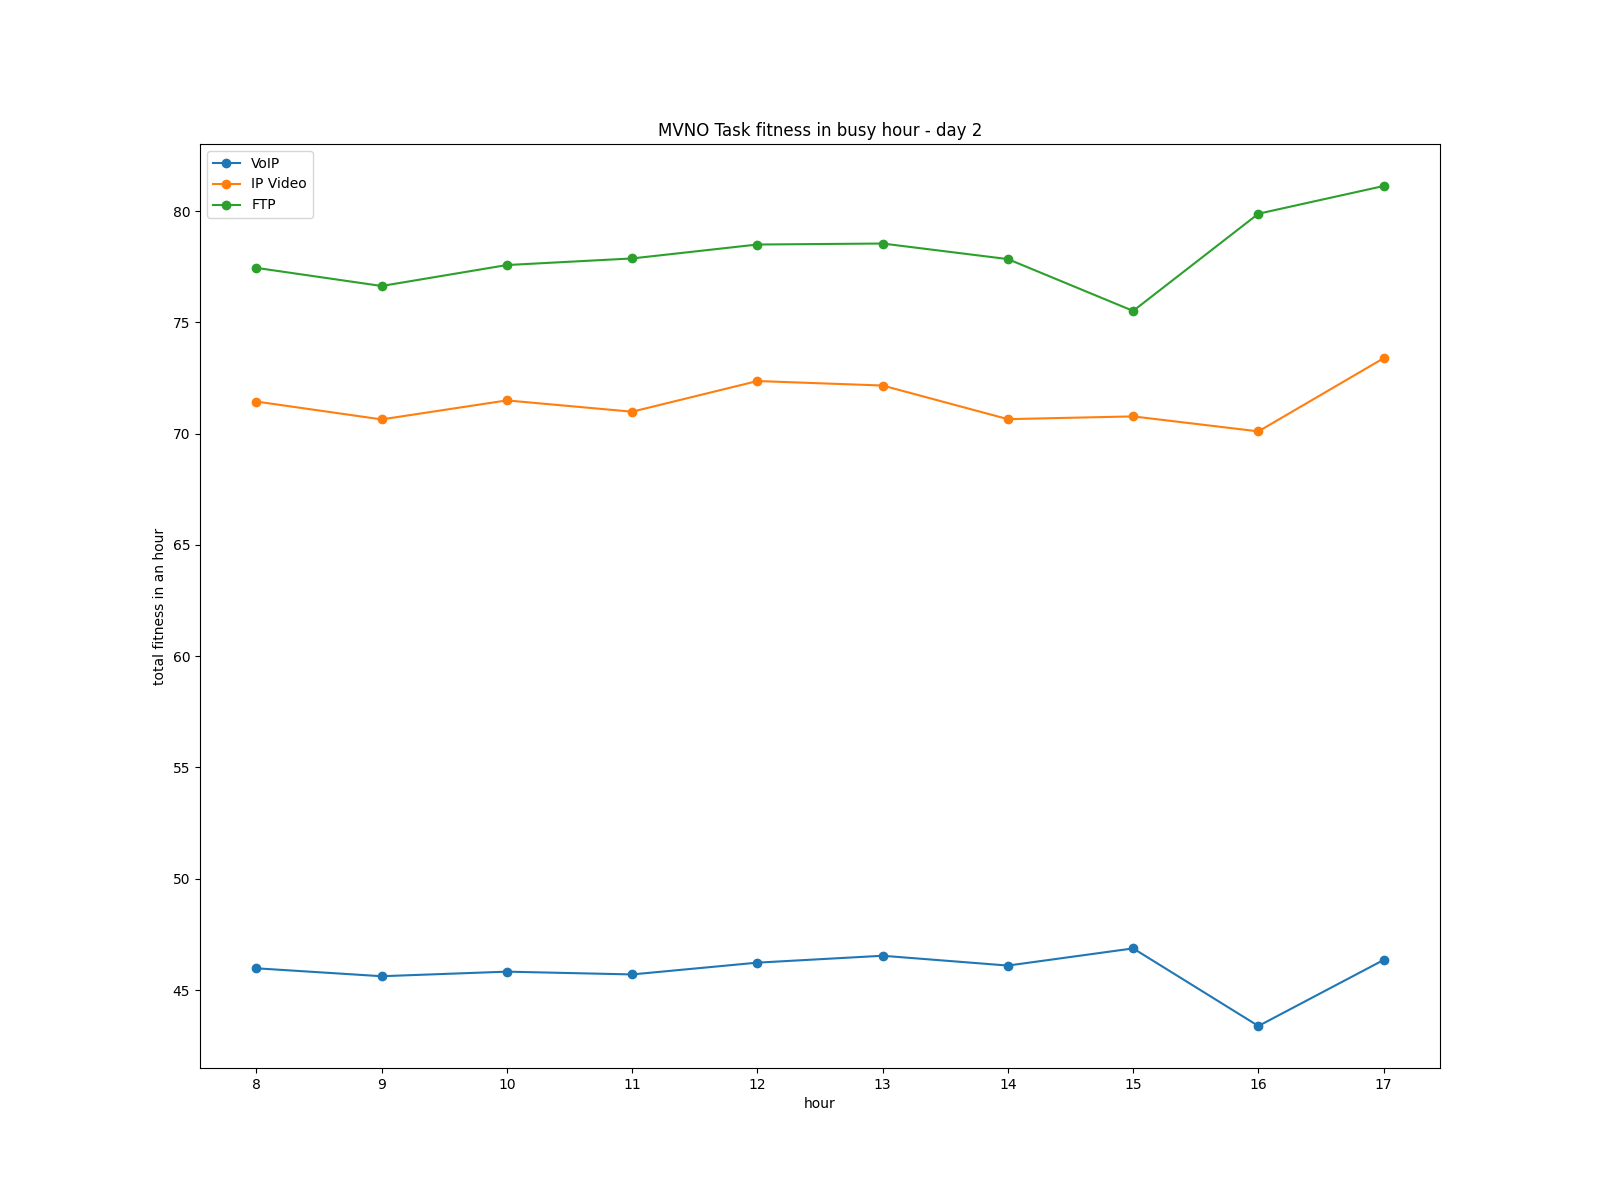 MVNO Task fitness in busy hour - day 2
VoIP
IP Video
FTP
80
75
70
65
60
55
50
45
total fitness in an hour
8 9 10 11 12 13 14 15 16 17
hour